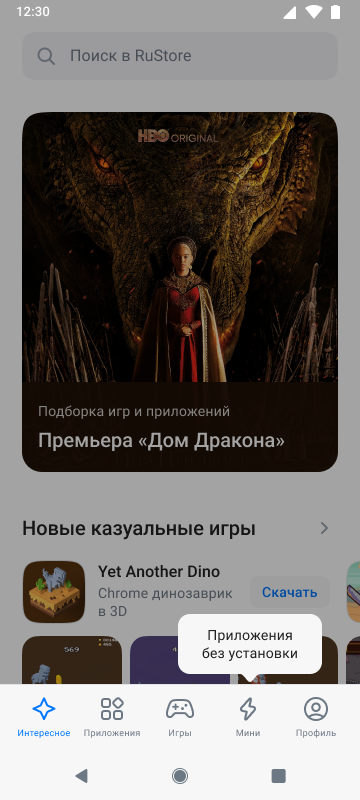 12:30
Поиск в RuStore
HBO ORIGINAL
Подборка игр и приложений
Премьера «Дом Дракона»
Новые казуальные игры
Yet Another Dino
Chrome динозаврик
в 3D
Скачать
569
Приложения
без установки
Интересное
Приложения
Игры
Мини
Профиль